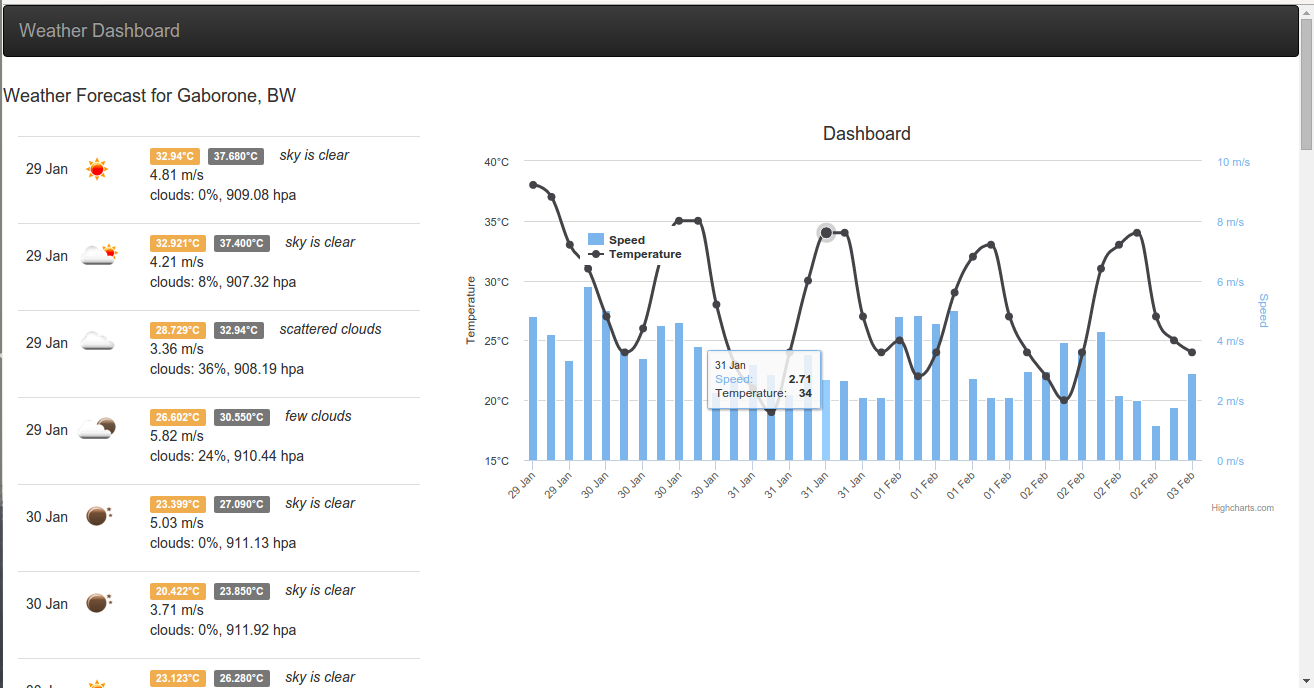 Weather Dashboard
Weather Forecast for Gaborone, BW
29 Jan
32.94°C 37.680°C sky is clear
4.81 m/s
clouds: 0%, 909.08 hpa
29 Jan
32.921°C 37.400°C sky is clear
4.21 m/s
clouds: 8%, 907.32 hpa
29 Jan
28.729°C 32.94°C scattered clouds
3.36 m/s
clouds: 36%, 908.19 hpa
29 Jan
26.602°C 30.550°C few clouds
5.82 m/s
clouds: 24%, 910.44 hpa
30 Jan
23.399°C 27.090°C sky is clear
5.03 m/s
clouds: 0%, 911.13 hpa
30 Jan
20.422°C 23.850°C sky is clear
3.71 m/s
clouds: 0%, 911.92 hpa
23.123°C 26.280°C sky is clear
Dashboard
40°C
35°C
30°C
25°C
20°C
15°C
Temperature
Speed
Temperature
31 Jan
Speed: 2.71
Temperature: 34
10 m/s
8 m/s
6 m/s
4 m/s
2 m/s
0 m/s
Speed
29 Jan
29 Jan
30 Jan
30 Jan
30 Jan
30 Jan
31 Jan
31 Jan
31 Jan
31 Jan
01 Feb
01 Feb
01 Feb
01 Feb
02 Feb
02 Feb
02 Feb
02 Feb
03 Feb
Highcharts.com